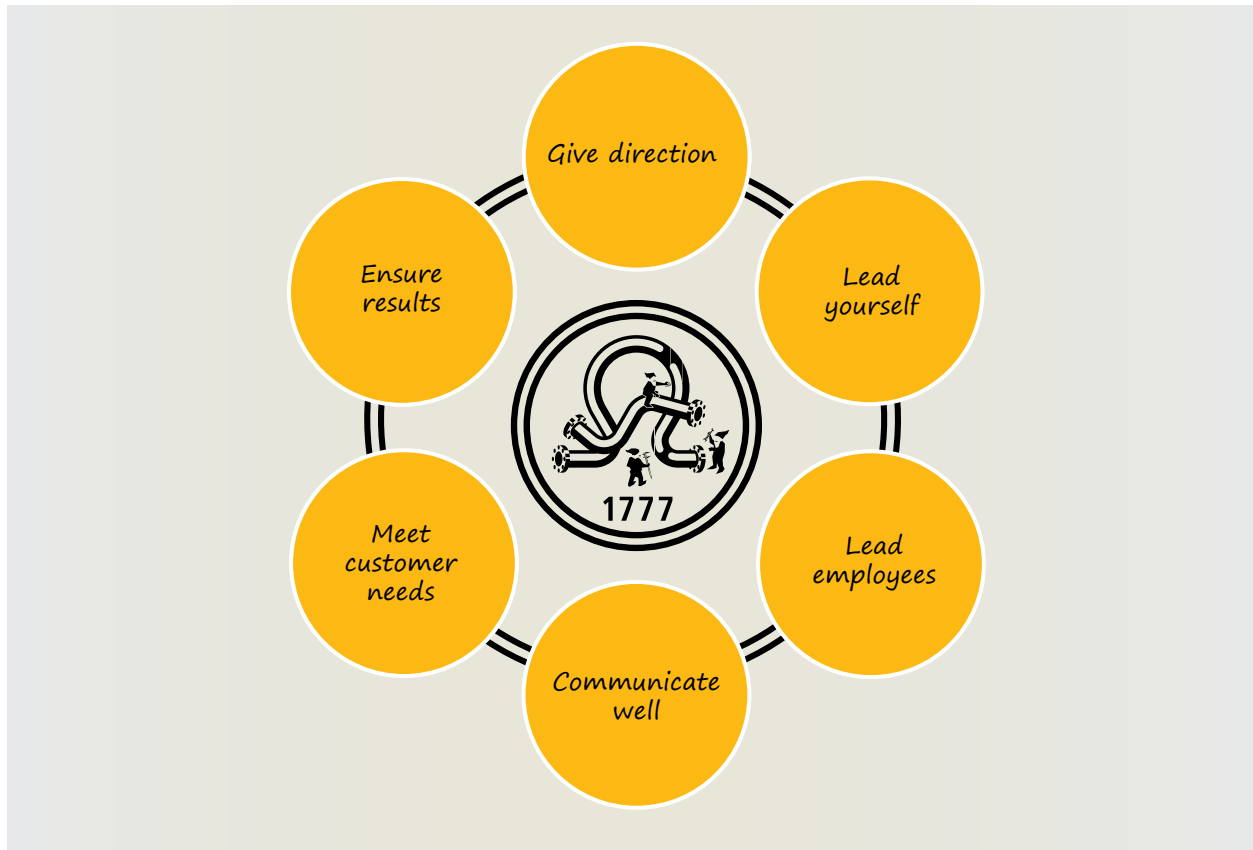 Give direction
Lead
yourself
Lead
employees
Communicate
well
Meet
customer
needs
Ensure
results
1777